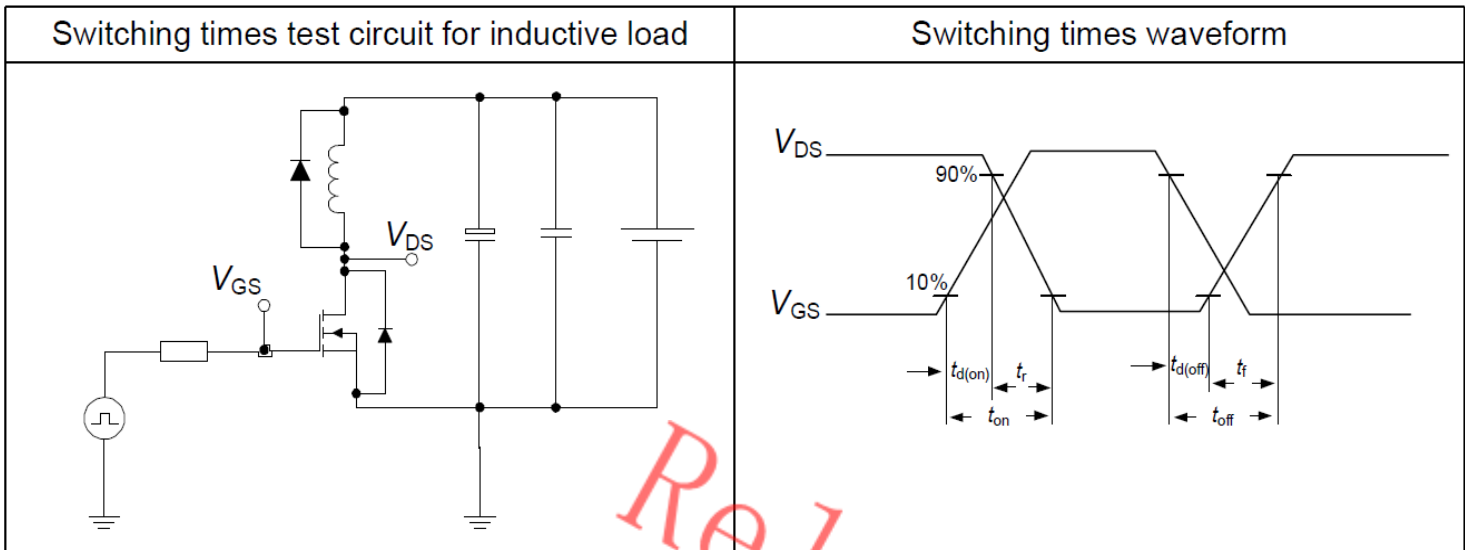 Switching times test circuit for inductive load
Switching times waveform
VDS
VGS
VDS
90%
10%
VGS
td(on)
tr
td(off)
tf
ton
toff
Rel